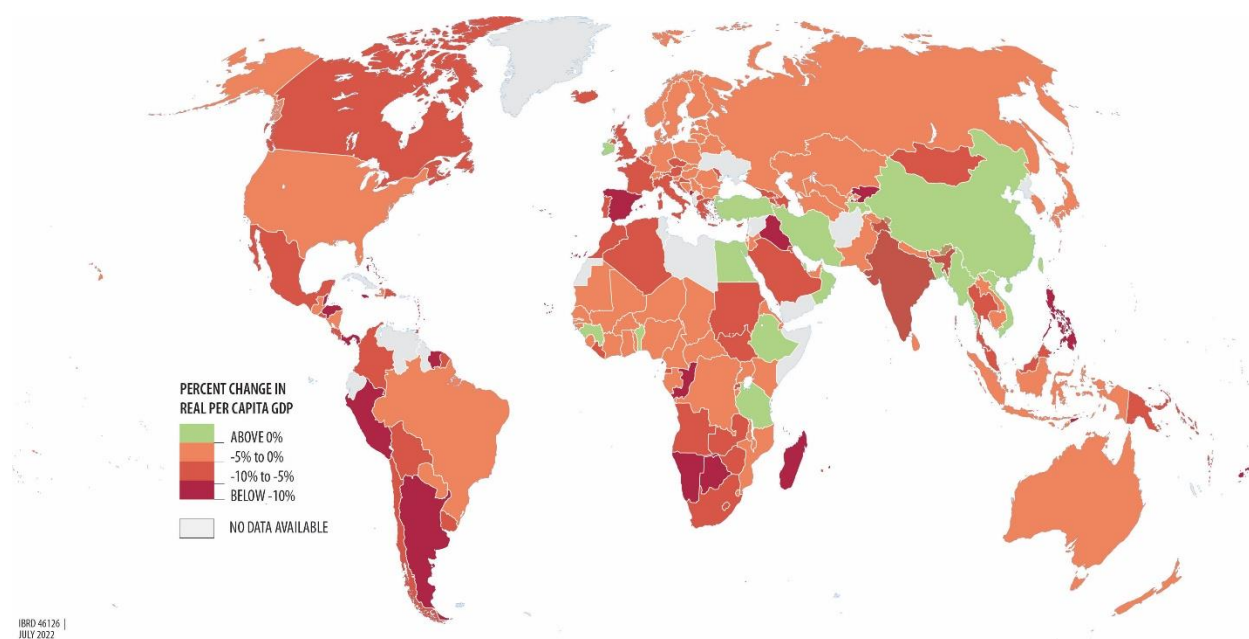 PERCENT CHANGE IN
REAL PER CAPITA GDP
ABOVE 0%
-5% to 0%
-10% to -5%
BELOW -10%
NO DATA AVAILABLE
IBRD 46126 |
JULY 2022